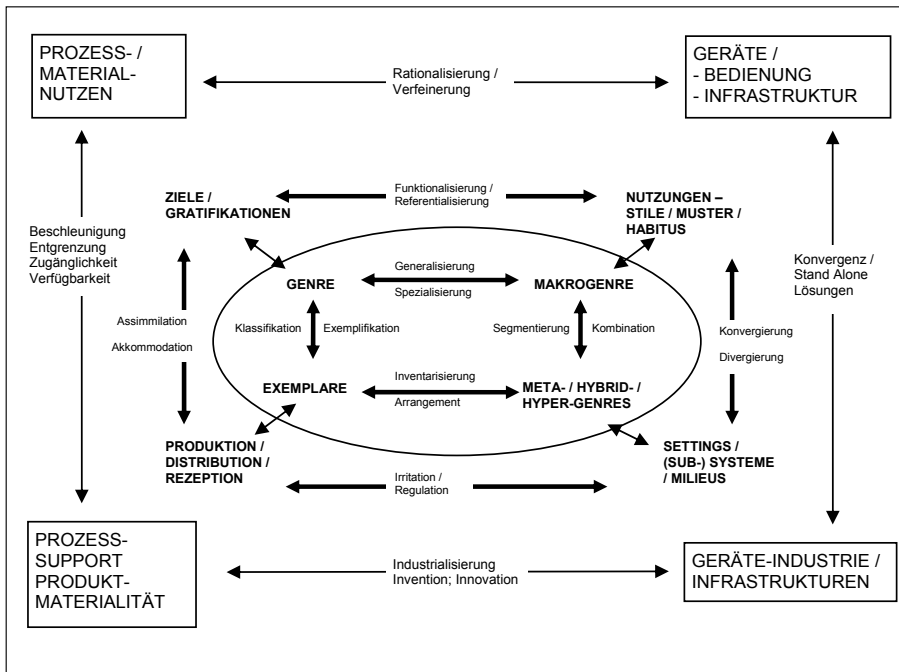 PROZESS- /
MATERIAL-
NUTZEN
Rationalisierung /
Verfeinerung
GERÄTE /
- BEDIENUNG
- INFRASTRUKTUR
ZIELE /
GRATIFIKATIONEN
Funktionalisierung /
Referentialisierung
NUTZUNGEN –
STILE / MUSTER /
HABITUS
Beschleunigung
Entgrenzung
Zugänglichkeit
Verfügbarkeit
Konvergenz /
Stand Alone
Lösungen
GENRE
Generalisierung
Spezialisierung
MAKROGENRE
Assimmilation
Akkommodation
Klassifikation
Exemplifikation
Segmentierung
Kombination
Konvergierung
Divergierung
EXEMPLARE
Inventarisierung
Arrangement
META- / HYBRID- /
HYPER-GENRES
PRODUKTION /
DISTRIBUTION /
REZEPTION
Irritation /
Regulation
SETTINGS /
(SUB-) SYSTEME
/ MILIEUS
PROZESS-
SUPPORT
PRODUKT-
MATERIALITÄT
Industrialisierung
Invention; Innovation
GERÄTE-INDUSTRIE /
INFRASTRUKTUREN